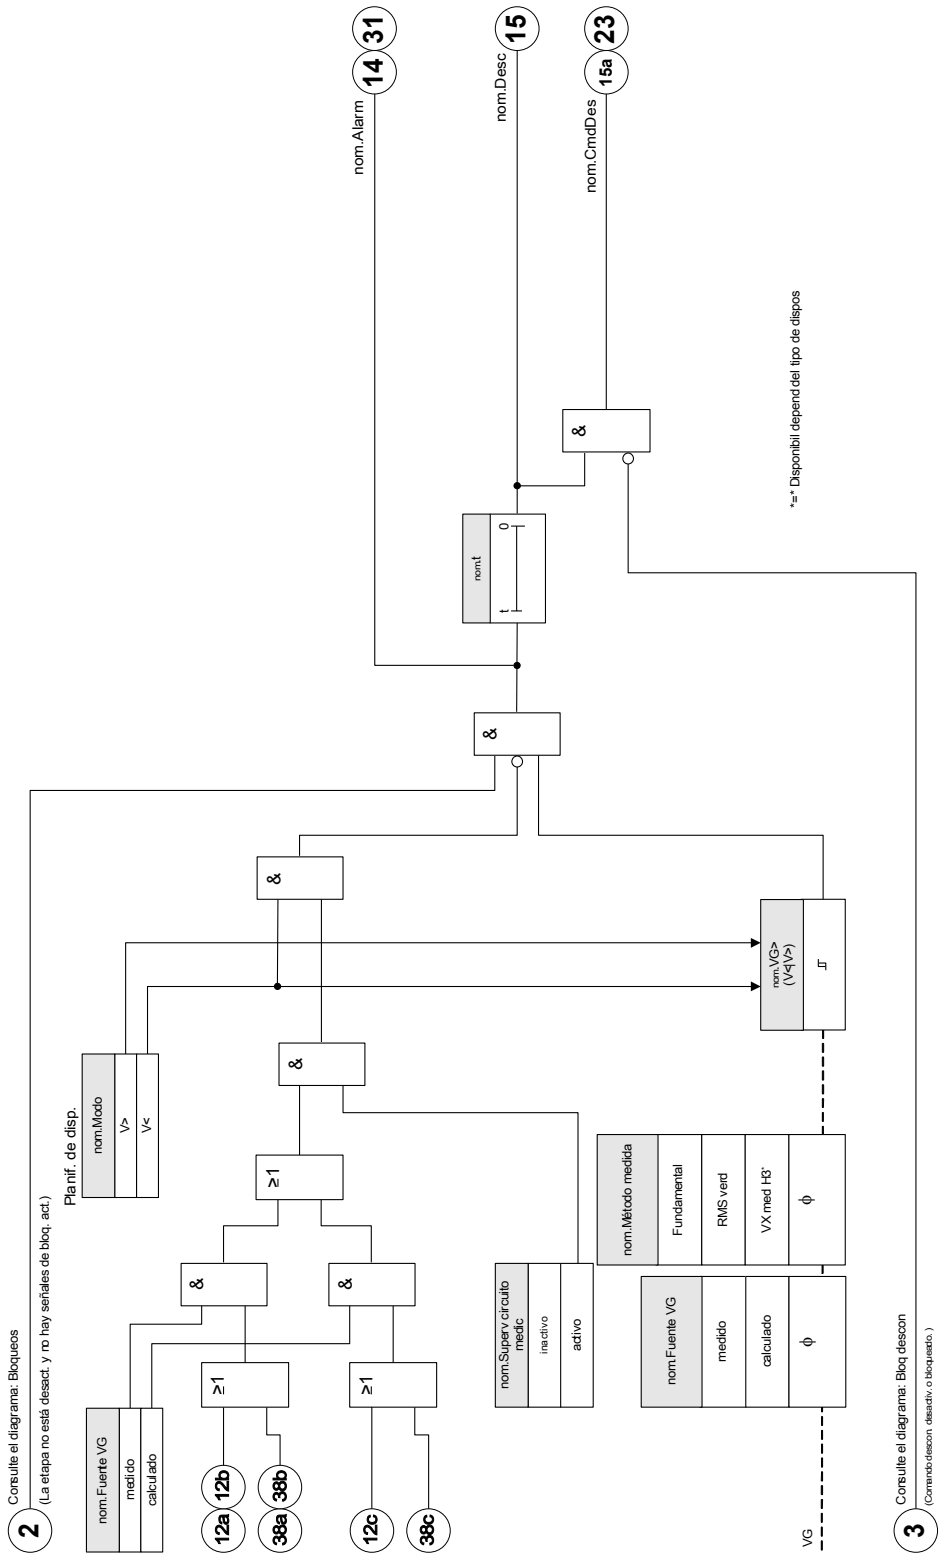 2
Consulte el diagrama: Bloqueos
(La etapa no está desact. y no hay señales de bloq. act.)
Planif. de disp.
nom.Modo
V>
V<
nom.Fuente VG
medido
calculado
12a
12b
38a
38b
12c
38c
≥1
≥1
&
&
≥1
&
&
nom.Superv circuito
medic
inactivo
activo
nom.Fuente VG
medido
calculado
ϕ
nom.Método medida
Fundamental
RMS verd
VX med H3*
ϕ
VG
nom.VG>
(V<|V>)
&
nom.t
t
0
&
nom.Alarm
14
31
nom.Desc
15
nom.CmdDes
15a
23
*=* Disponibil depend del tipo de dispos
3
Consulte el diagrama: Bloq descon
(Comando descon. desactiv. o bloqueado.)